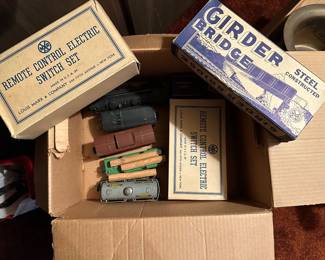 REMOTE CONTROL ELECTRIC
SWITCH SET
LOUIS MARX & COMPANY
GIRDER
BRIDGE
STEEL
CONSTRUCTED
REMOTE CONTROL ELECTRIC
SWITCH SET